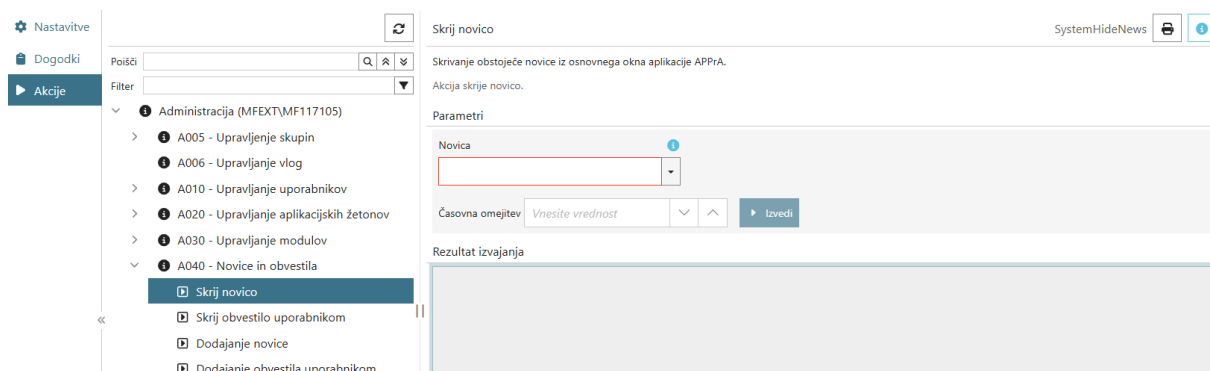 Nastavitve
Dogodki
Akcije
Poišči
Filter
Administracija (MFEXT\MF117105)
A005 - Upravljenje skupin
A006 - Upravljanje vlog
A010 - Upravljanje uporabnikov
A020 - Upravljanje aplikacijskih žetonov
A030 - Upravljanje modulov
A040 - Novice in obvestila
Skrij novico
Skrij obvestilo uporabnikom
Dodajanje novice
Dodajanje obvestila uporabnikom
Skrij novico
SystemHideNews
Skrivanje obstoječe novice iz osnovnega okna aplikacije APPrA.
Akcija skrije novico.
Parametri
Novica
Časovna omejitev Vnesite vrednost Izvedi
Rezultat izvajanja